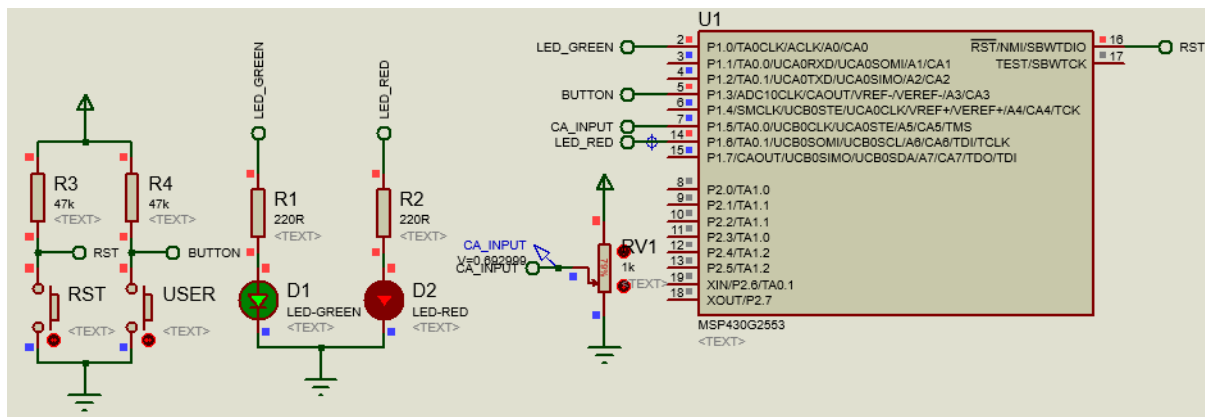 LED_GREEN
LED_RED
R3
47k
<TEXT>
R4
47k
<TEXT>
RST
BUTTON
RST
<TEXT>
USER
<TEXT>
R1
220R
<TEXT>
R2
220R
<TEXT>
D1
LED-GREEN
<TEXT>
D2
LED-RED
<TEXT>
CA_INPUT
V=0.692999
CA_INPUT
RV1
1k
<TEXT>
79%
U1
LED_GREEN
BUTTON
CA_INPUT
LED_RED
2 P1.0/TA0CLK/ACLK/A0/CA0
3 P1.1/TA0.0/UCA0RXD/UCA0SOMI/A1/CA1
4 P1.2/TA0.1/UCA0TXD/UCA0SIMO/A2/CA2
5 P1.3/ADC10CLK/CAOUT/VREF-/VEREF-/A3/CA3
6 P1.4/SMCLK/UCB0STE/UCA0CLK/VREF+/VEREF+/A4/CA4/TCK
7 P1.5/TA0.0/UCB0CLK/UCA0STE/A5/CA5/TMS
14 P1.6/TA0.1/UCB0SOMI/UCB0SCL/A6/CA6/TDI/TCLK
15 P1.7/CAOUT/UCB0SIMO/UCB0SDA/A7/CA7/TDO/TDI
8 P2.0/TA1.0
9 P2.1/TA1.1
10 P2.2/TA1.1
11 P2.3/TA1.0
12 P2.4/TA1.2
13 P2.5/TA1.2
19 XIN/P2.6/TA0.1
18 XOUT/P2.7
RST/NMI/SBWTDIO 16
RST
TEST/SBWTCK 17
MSP430G2553
<TEXT>